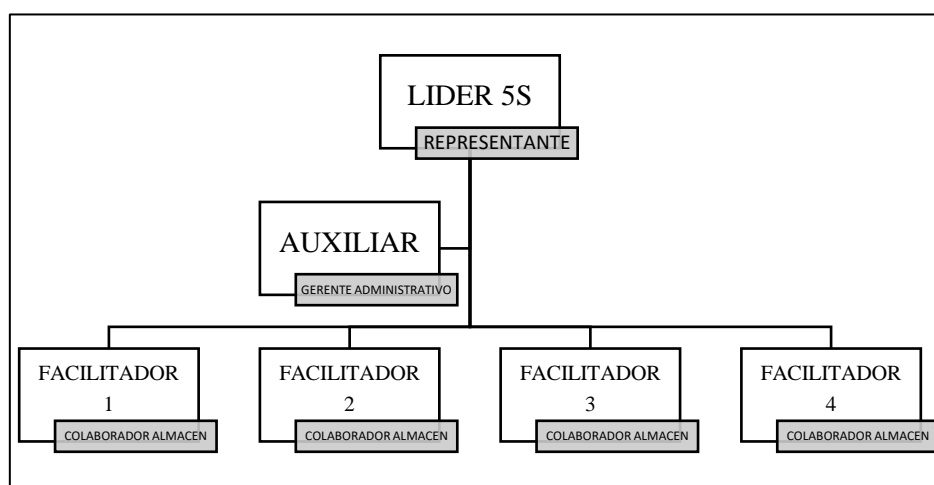 LIDER 5S
REPRESENTANTE
AUXILIAR
GERENTE ADMINISTRATIVO
FACILITADOR
1
COLABORADOR ALMACEN
FACILITADOR
2
COLABORADOR ALMACEN
FACILITADOR
3
COLABORADOR ALMACEN
FACILITADOR
4
COLABORADOR ALMACEN